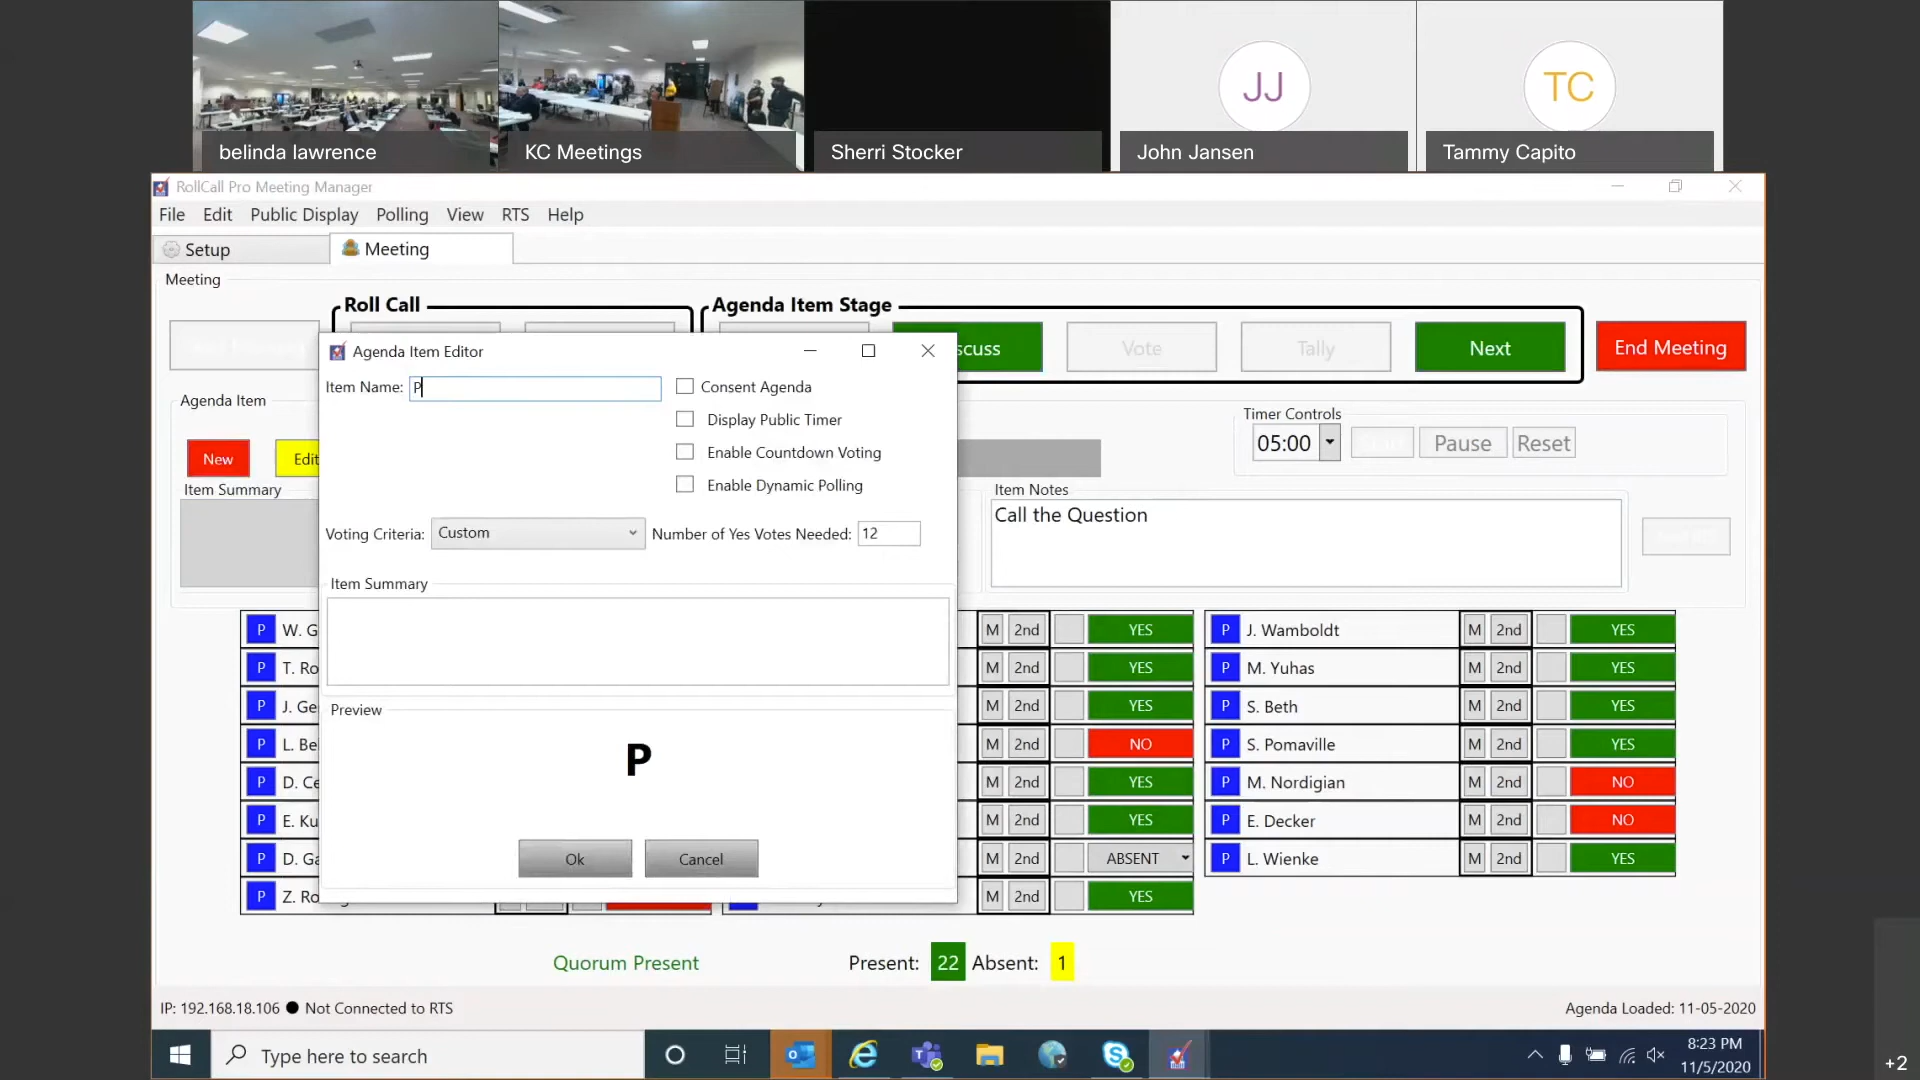 JJ
TC
belinda lawrence
KC Meetings
Sherri Stocker
John Jansen
Tammy Capito
RollCall Pro Meeting Manager
File Edit Public Display Polling View RTS Help
Setup
Meeting
Meeting
Roll Call
Agenda Item Stage
scuss
Vote
Tally
Next
End Meeting
Agenda Item Editor
Item Name: P
Consent Agenda
Display Public Timer
Enable Countdown Voting
Enable Dynamic Polling
Voting Criteria: Custom
Number of Yes Votes Needed: 12
Item Summary
Preview
P
Ok
Cancel
Agenda Item
New
Edit
Item Summary
Timer Controls
05:00
Pause
Reset
Item Notes
Call the Question
P W. G
P T. Ro
P J. Ge
P L. Be
P D. Ce
P E. Ku
P D. Ga
P Z. Ro
M 2nd YES
M 2nd YES
M 2nd YES
M 2nd NO
M 2nd YES
M 2nd YES
M 2nd ABSENT
M 2nd YES
P J. Wamboldt M 2nd YES
P M. Yuhas M 2nd YES
P S. Beth M 2nd YES
P S. Pomaville M 2nd YES
P M. Nordigian M 2nd NO
P E. Decker M 2nd NO
P L. Wienke M 2nd YES
Quorum Present
Present: 22 Absent: 1
IP: 192.168.18.106 Not Connected to RTS
Agenda Loaded: 11-05-2020
Type here to search
8:23 PM
11/5/2020
+2